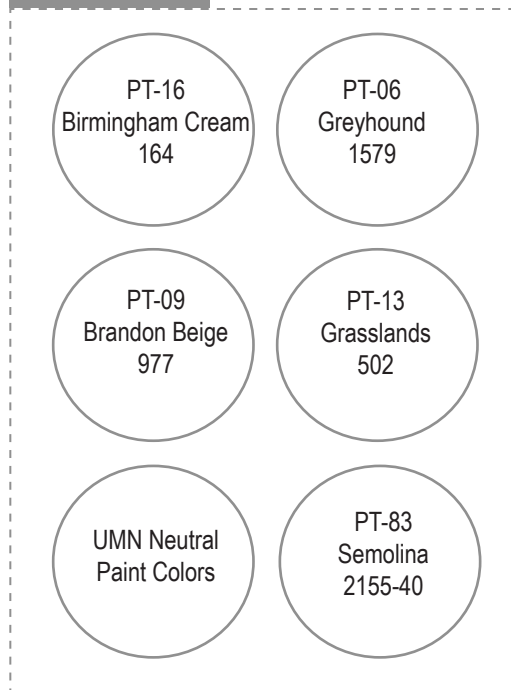 PT-16
Birmingham Cream
164
PT-06
Greyhound
1579
PT-09
Brandon Beige
977
PT-13
Grasslands
502
UMN Neutral
Paint Colors
PT-83
Semolina
2155-40